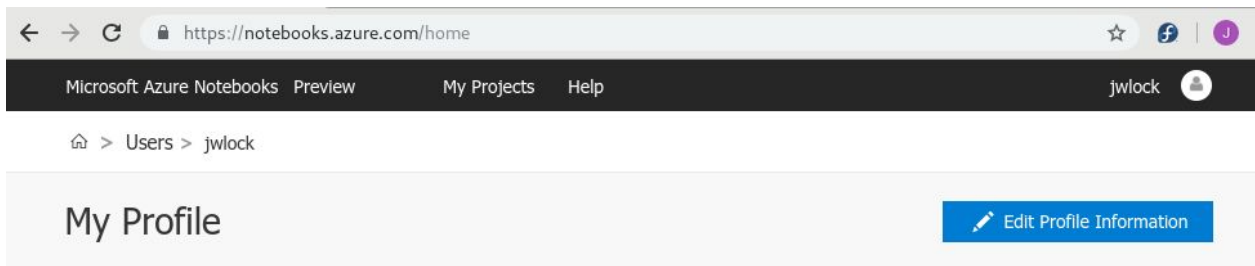 https://notebooks.azure.com/home J
Microsoft Azure Notebooks Preview My Projects Help jwlock
> Users > jwlock
My Profile Edit Profile Information